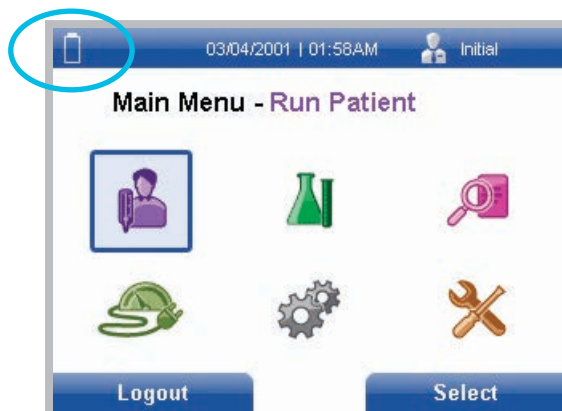 03/04/2001 | 01:58AM Initial
Main Menu - Run Patient
Logout Select